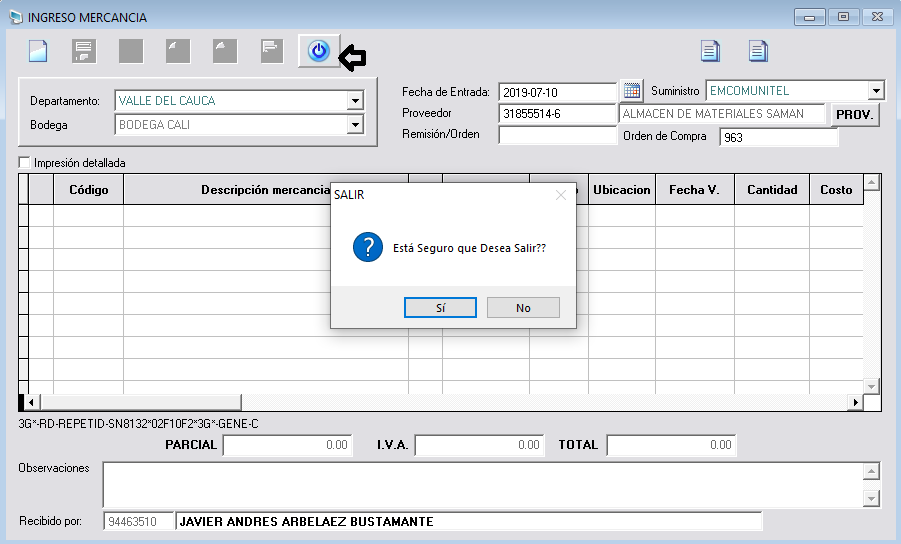 INGRESO MERCANCIA
Departamento: VALLE DEL CAUCA
Bodega BODEGA CALI
Fecha de Entrada: 2019-07-10 Suministro EMCOMUNITEL
Proveedor 31855514-6 ALMACEN DE MATERIALES SAMAN PROV.
Remisión/Orden Orden de Compra 963
Impresión detallada
Código Descripción mercancia Ubicacion Fecha V. Cantidad Costo
SALIR
Está Seguro que Desea Salir??
Sí No
3G*-RD-REPETID-SN8132*02F10F2*3G*-GENE-C
PARCIAL 0.00 I.V.A. 0.00 TOTAL 0.00
Observaciones
Recibido por: 94463510 JAVIER ANDRES ARBELAEZ BUSTAMANTE